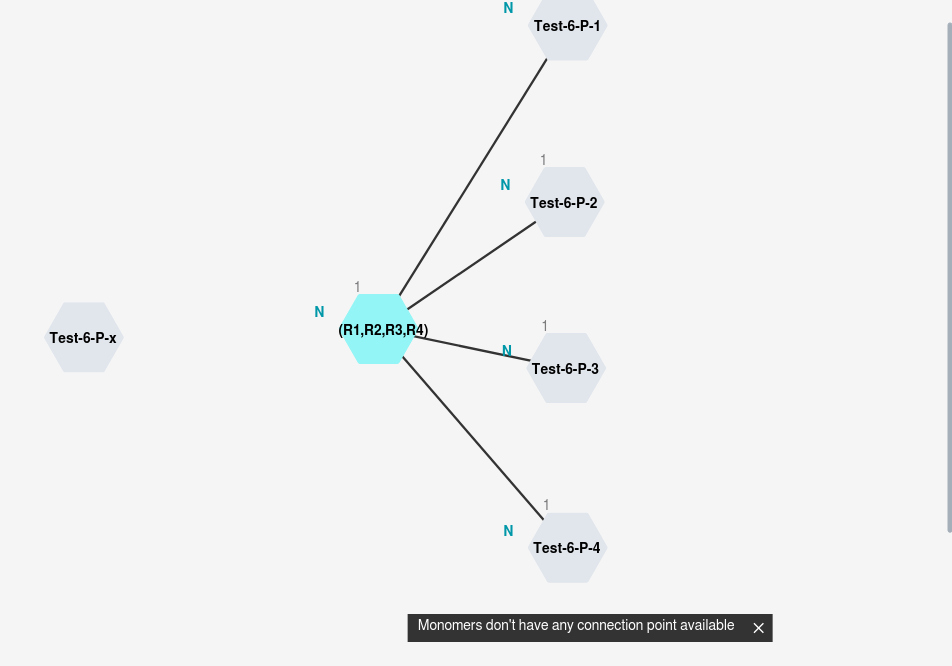 N
Test-6-P-1
1
N
Test-6-P-2
1
N
(R1,R2,R3,R4)
Test-6-P-x
1
N
Test-6-P-3
1
N
Test-6-P-4
Monomers don't have any connection point available